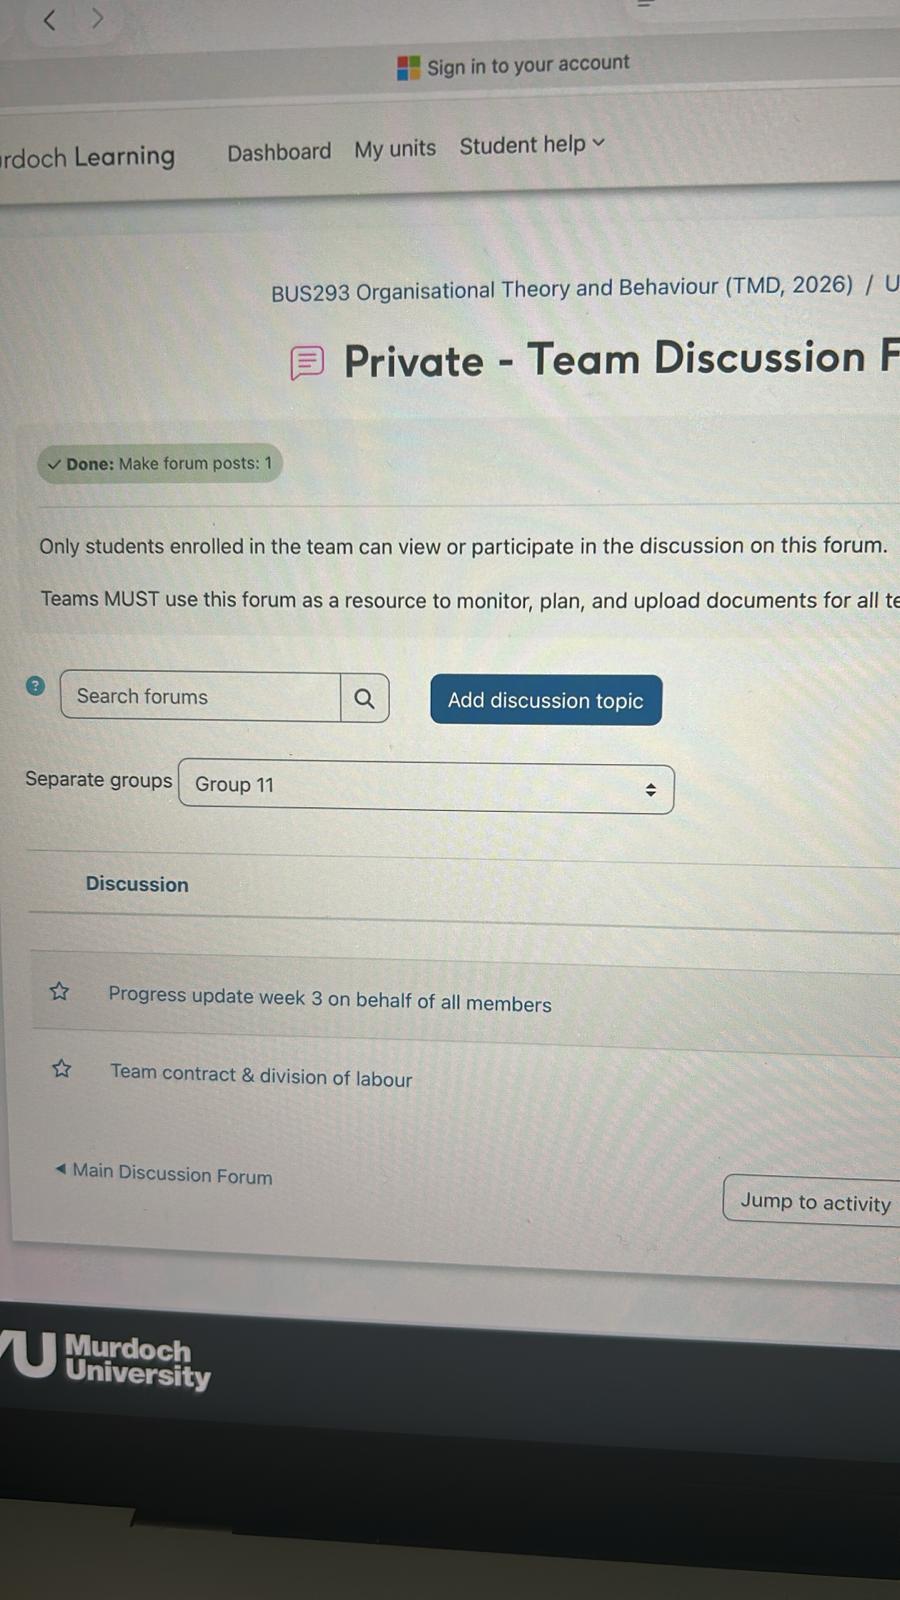 Sign in to your account
rdoch Learning Dashboard My units Student help
BUS293 Organisational Theory and Behaviour (TMD, 2026) / U
Private - Team Discussion F
✓ Done: Make forum posts: 1
Only students enrolled in the team can view or participate in the discussion on this forum.
Teams MUST use this forum as a resource to monitor, plan, and upload documents for all te
? Search forums Add discussion topic
Separate groups Group 11
Discussion
Progress update week 3 on behalf of all members
Team contract & division of labour
◄ Main Discussion Forum
Jump to activity
Murdoch
University